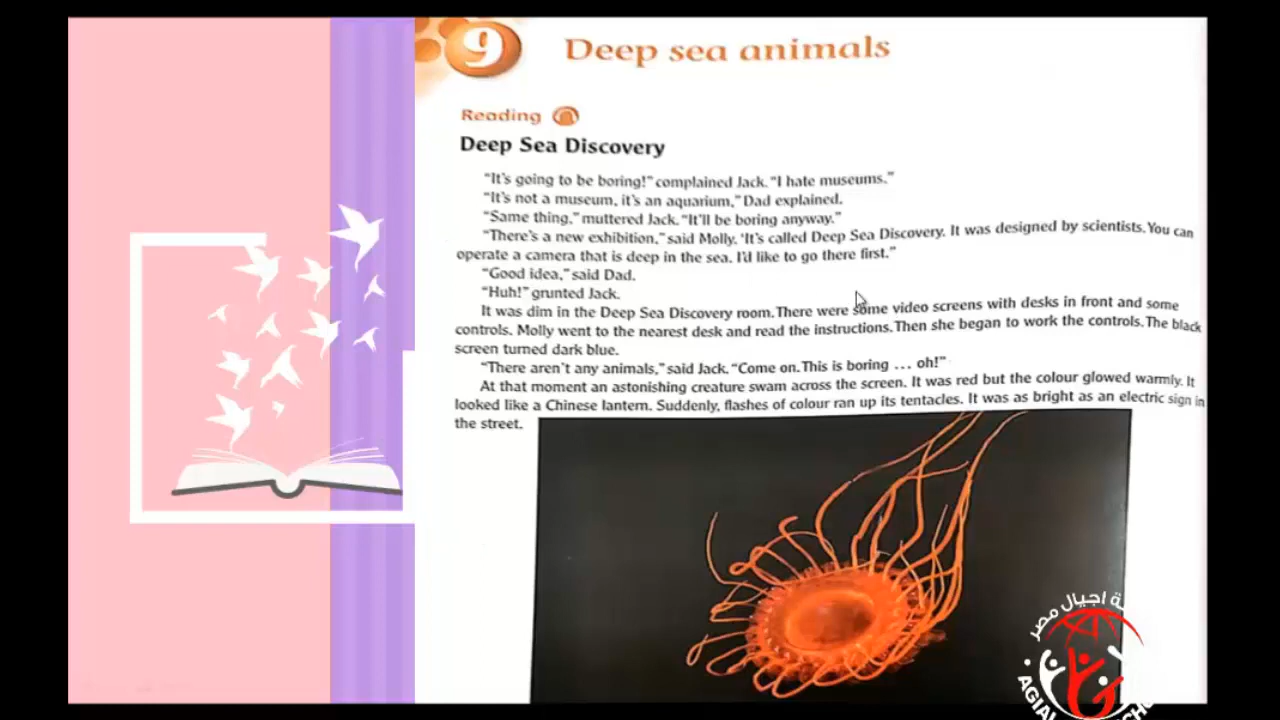 9 Deep sea animals
Reading
Deep Sea Discovery
“It’s going to be boring!” complained Jack. “I hate museums.”
“It’s not a museum, it’s an aquarium,” Dad explained.
“Same thing,” muttered Jack. “It’ll be boring anyway.”
“There’s a new exhibition,” said Molly. ‘It’s called Deep Sea Discovery. It was designed by scientists. You can
operate a camera that is deep in the sea. I’d like to go there first.”
“Good idea,” said Dad.
“Huh!” grunted Jack.
It was dim in the Deep Sea Discovery room. There were some video screens with desks in front and some
controls. Molly went to the nearest desk and read the instructions. Then she began to work the controls. The black
screen turned dark blue.
“There aren’t any animals,” said Jack. “Come on. This is boring … oh!”
At that moment an astonishing creature swam across the screen. It was red but the colour glowed warmly. It
looked like a Chinese lantern. Suddenly, flashes of colour ran up its tentacles. It was as bright as an electric sign in
the street.
اجيال مصر